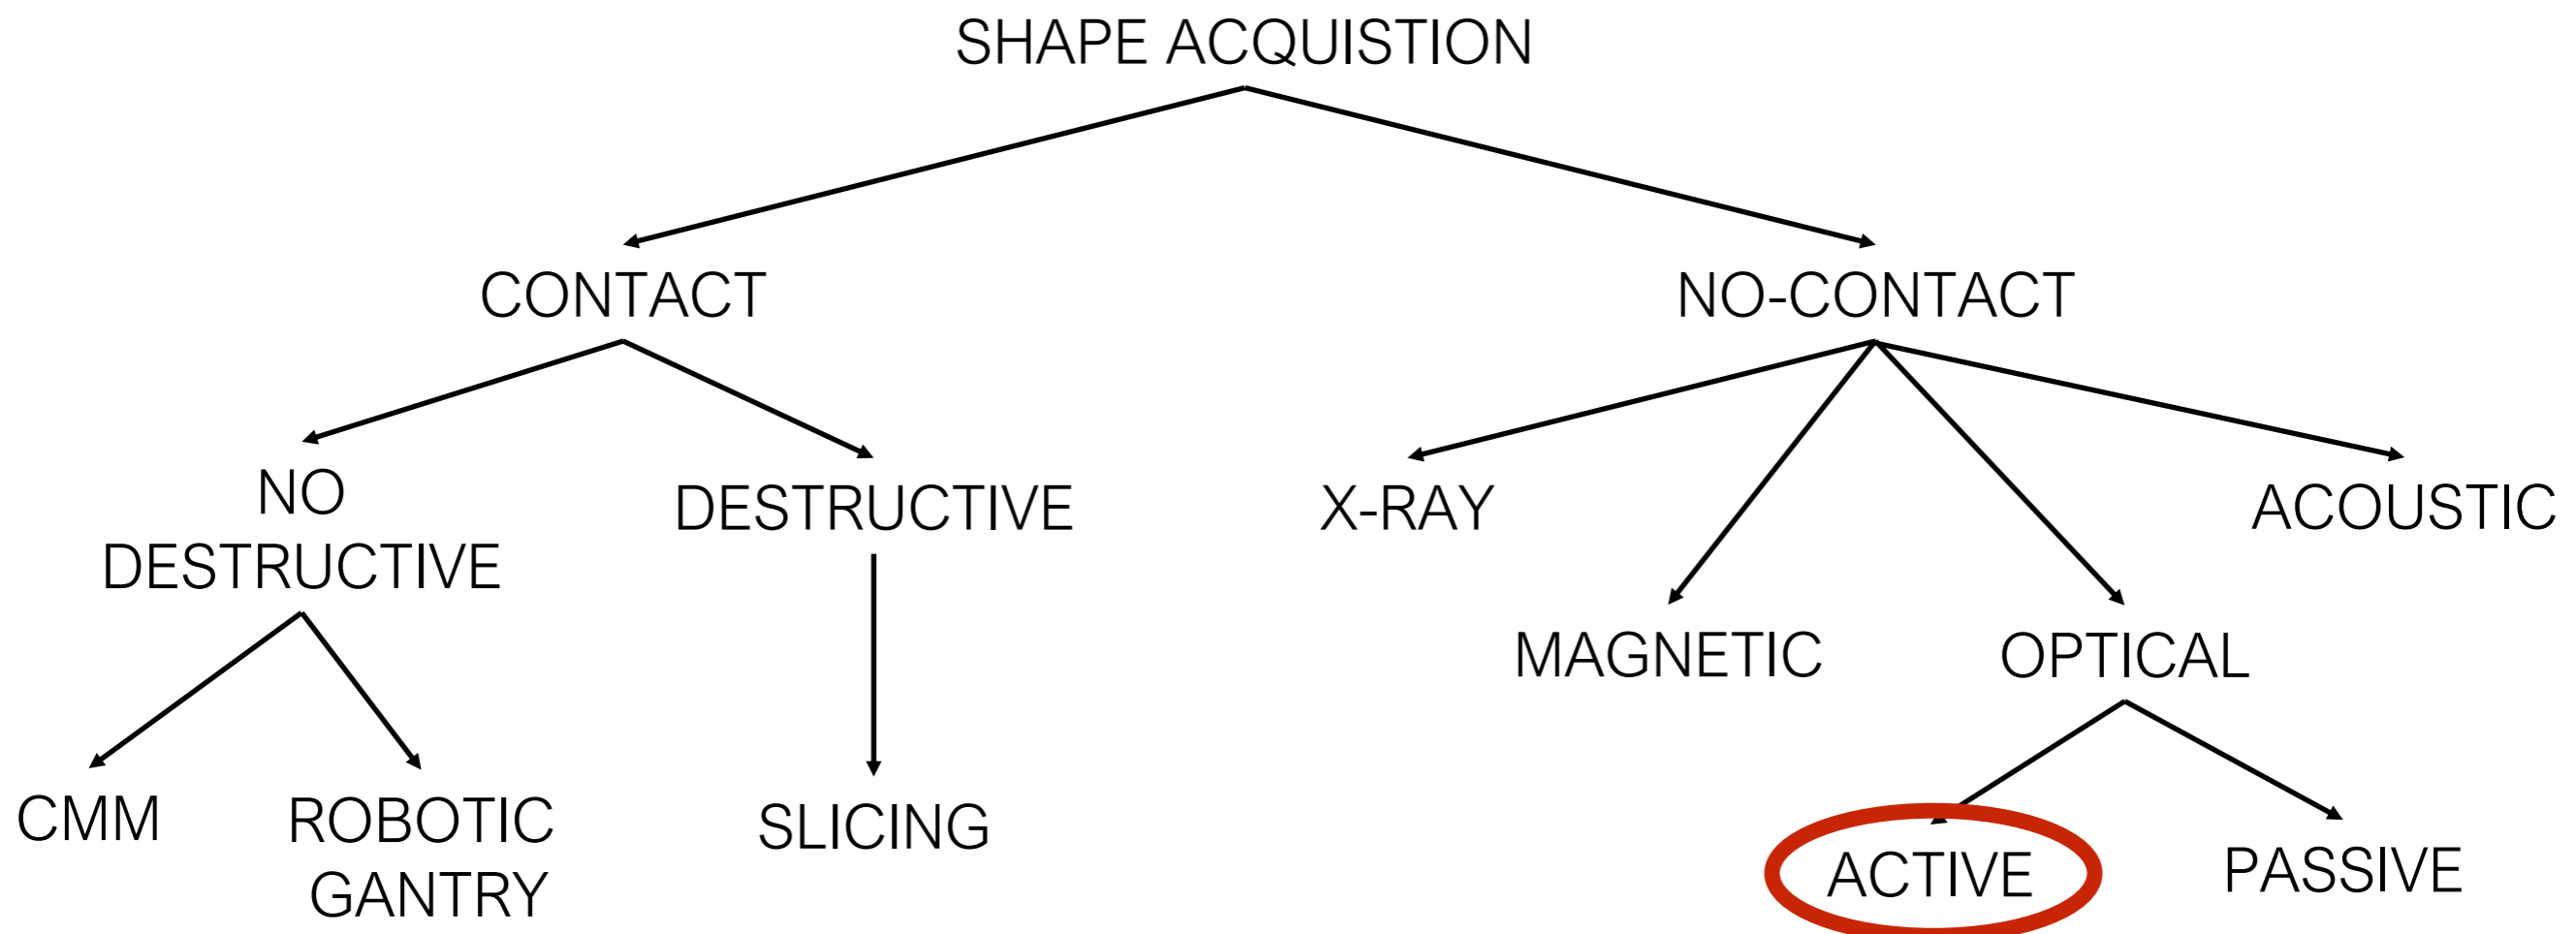 SHAPE ACQUISTION
CONTACT
NO-CONTACT
NO
DESTRUCTIVE
DESTRUCTIVE
X-RAY
ACOUSTIC
MAGNETIC
OPTICAL
CMM
ROBOTIC
GANTRY
SLICING
ACTIVE
PASSIVE